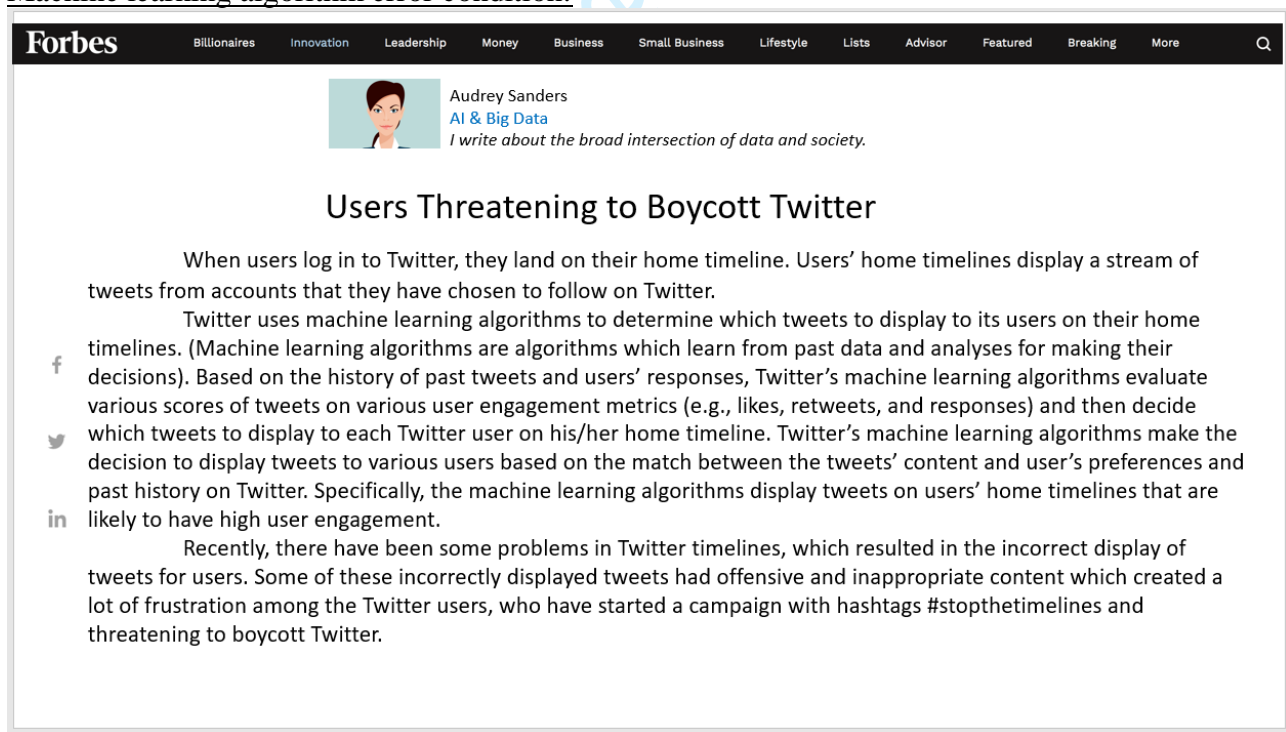 Machine learning algorithm error condition:
Forbes
Billionaires Innovation Leadership Money Business Small Business Lifestyle Lists Advisor Featured Breaking More
Audrey Sanders
AI & Big Data
I write about the broad intersection of data and society.
Users Threatening to Boycott Twitter
When users log in to Twitter, they land on their home timeline. Users' home timelines display a stream of
tweets from accounts that they have chosen to follow on Twitter.
Twitter uses machine learning algorithms to determine which tweets to display to its users on their home
timelines. (Machine learning algorithms are algorithms which learn from past data and analyses for making their
decisions). Based on the history of past tweets and users' responses, Twitter's machine learning algorithms evaluate
various scores of tweets on various user engagement metrics (e.g., likes, retweets, and responses) and then decide
which tweets to display to each Twitter user on his/her home timeline. Twitter's machine learning algorithms make the
decision to display tweets to various users based on the match between the tweets' content and user's preferences and
past history on Twitter. Specifically, the machine learning algorithms display tweets on users' home timelines that are
likely to have high user engagement.
Recently, there have been some problems in Twitter timelines, which resulted in the incorrect display of
tweets for users. Some of these incorrectly displayed tweets had offensive and inappropriate content which created a
lot of frustration among the Twitter users, who have started a campaign with hashtags #stopthetimelines and
threatening to boycott Twitter.